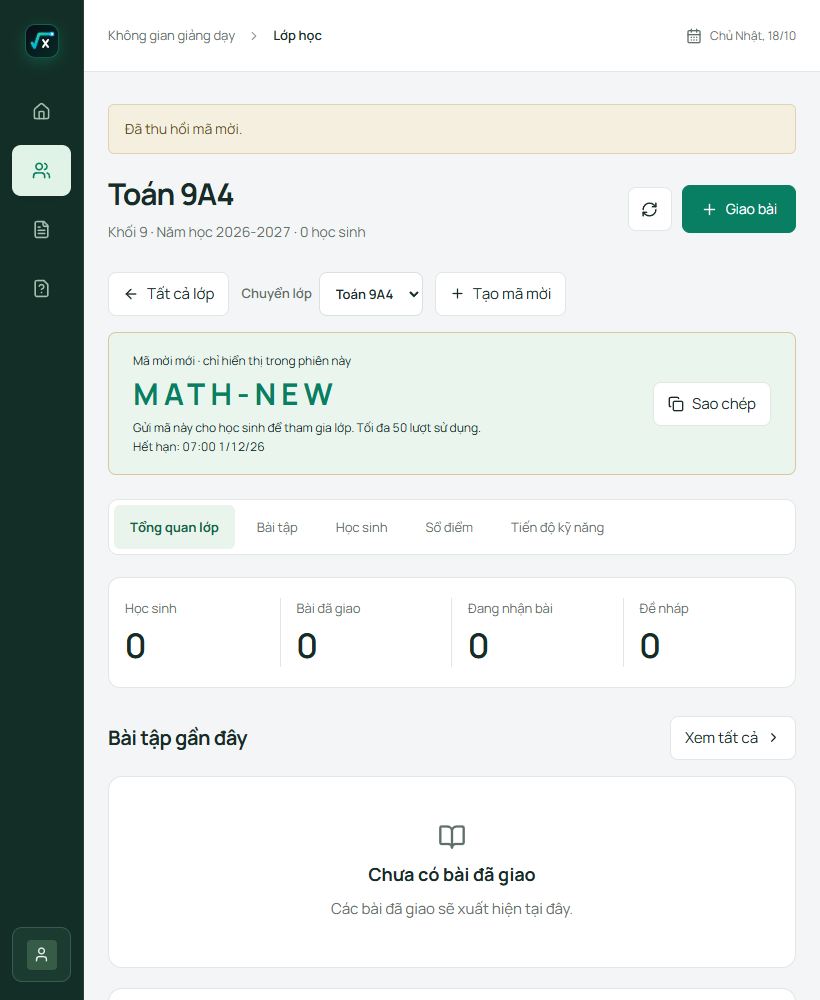 Không gian giảng dạy
Lớp học
Chủ Nhật, 18/10
Đã thu hồi mã mời.
Toán 9A4
Khối 9 · Năm học 2026-2027 · 0 học sinh
Giao bài
Tất cả lớp
Chuyển lớp
Toán 9A4
Tạo mã mời
Mã mời mới · chỉ hiển thị trong phiên này
MATH-NEW
Gửi mã này cho học sinh để tham gia lớp. Tối đa 50 lượt sử dụng.
Hết hạn: 07:00 1/12/26
Sao chép
Tổng quan lớp
Bài tập
Học sinh
Sổ điểm
Tiến độ kỹ năng
Học sinh
Bài đã giao
Đang nhận bài
Đề nháp
0
0
0
0
Bài tập gần đây
Xem tất cả
Chưa có bài đã giao
Các bài đã giao sẽ xuất hiện tại đây.